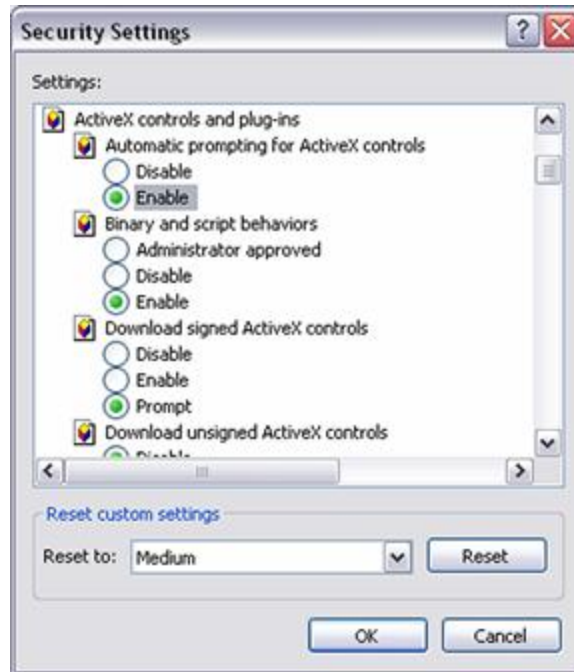 Security Settings
Settings:
ActiveX controls and plug-ins
Automatic prompting for ActiveX controls
Disable
Enable
Binary and script behaviors
Administrator approved
Disable
Enable
Download signed ActiveX controls
Disable
Enable
Prompt
Download unsigned ActiveX controls
Disable
Reset custom settings
Reset to: Medium Reset
OK Cancel